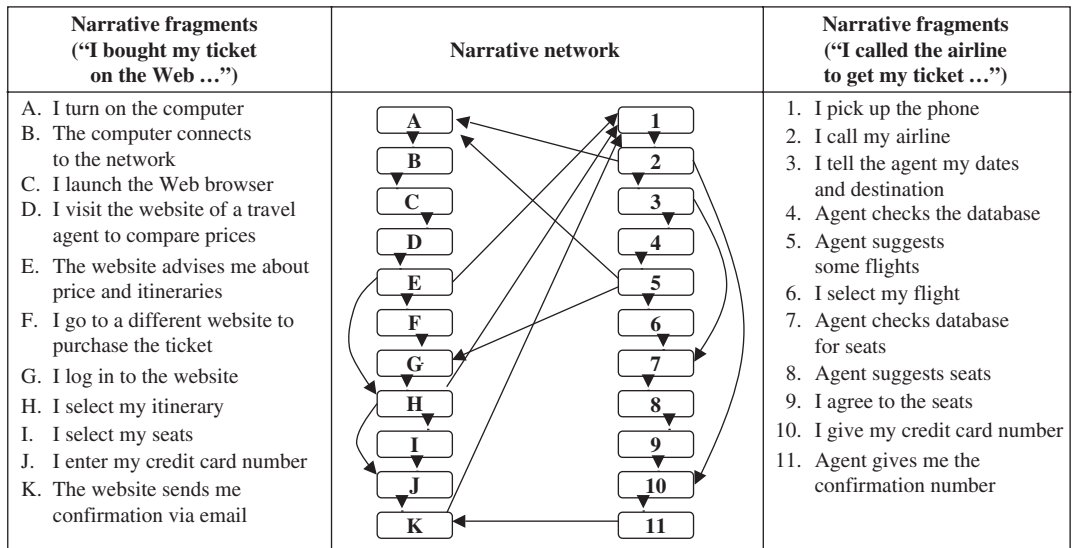 Narrative fragments
(“I bought my ticket
on the Web ...”)
A. I turn on the computer
B. The computer connects
to the network
C. I launch the Web browser
D. I visit the website of a travel
agent to compare prices
E. The website advises me about
price and itineraries
F. I go to a different website to
purchase the ticket
G. I log in to the website
H. I select my itinerary
I. I select my seats
J. I enter my credit card number
K. The website sends me
confirmation via email
Narrative network
A
B
C
D
E
F
G
H
I
J
K
1
2
3
4
5
6
7
8
9
10
11
Narrative fragments
(“I called the airline
to get my ticket ...”)
1. I pick up the phone
2. I call my airline
3. I tell the agent my dates
and destination
4. Agent checks the database
5. Agent suggests
some flights
6. I select my flight
7. Agent checks database
for seats
8. Agent suggests seats
9. I agree to the seats
10. I give my credit card number
11. Agent gives me the
confirmation number